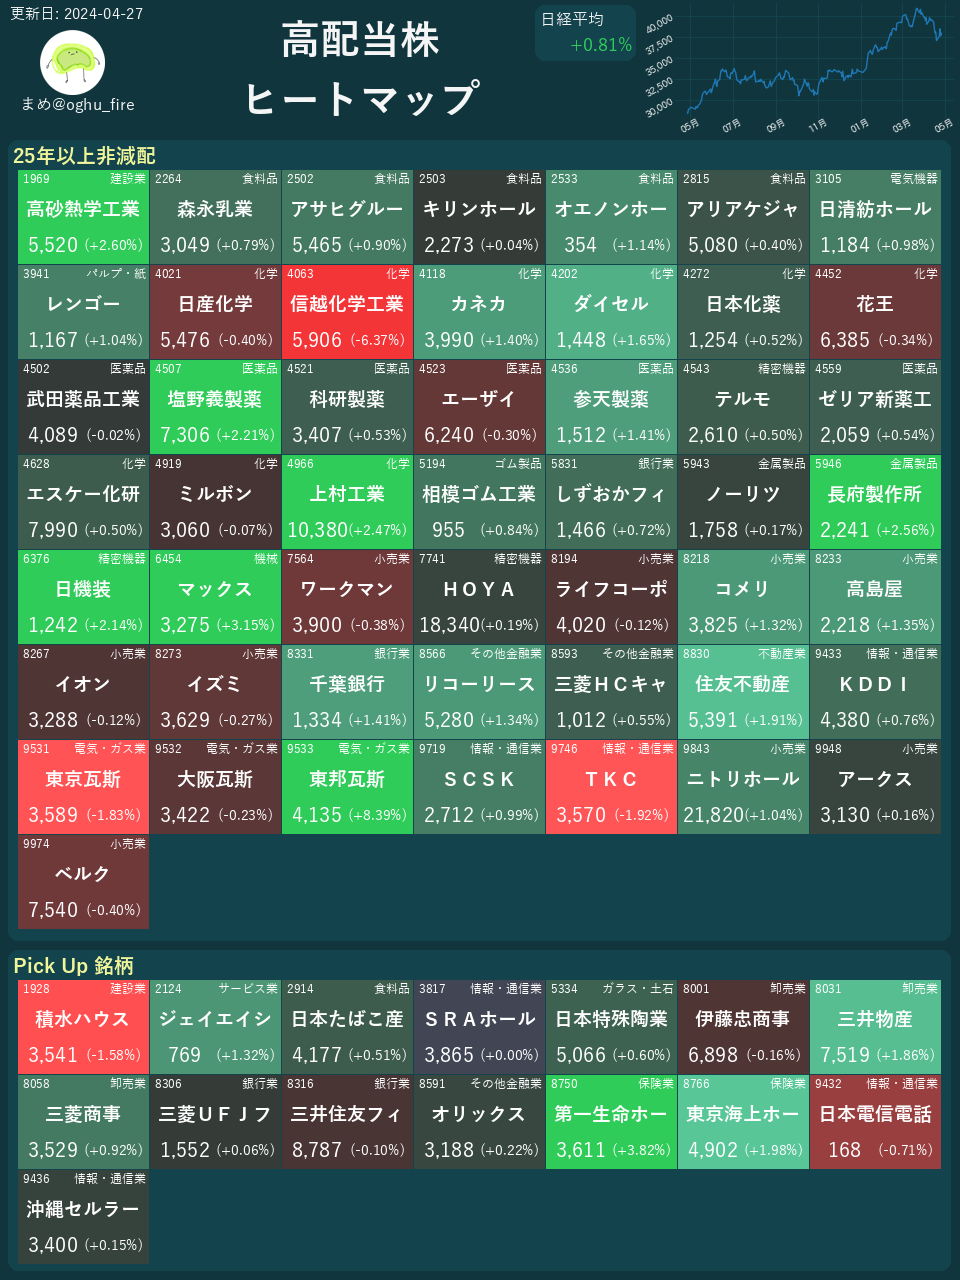 更新日: 2024-04-27
まめ@oghu_fire
高配当株
ヒートマップ
日経平均
+0.81%
40,000
37,500
35,000
32,500
30,000
05月 07月 09月 11月 01月 03月 05月
25年以上非減配
1969 建設業 2264 食料品 2502 食料品 2503 食料品 2533 食料品 2815 食料品 3105 電気機器
高砂熱学工業 森永乳業 アサヒグルー キリンホール オエノンホー アリアケジャ 日清紡ホール
5,520 (+2.60%) 3,049 (+0.79%) 5,465 (+0.90%) 2,273 (+0.04%) 354 (+1.14%) 5,080 (+0.40%) 1,184 (+0.98%)
3941 パルプ・紙 4021 化学 4063 化学 4118 化学 4202 化学 4272 化学 4452 化学
レンゴー 日産化学 信越化学工業 カネカ ダイセル 日本化薬 花王
1,167 (+1.04%) 5,476 (-0.40%) 5,906 (-6.37%) 3,990 (+1.40%) 1,448 (+1.65%) 1,254 (+0.52%) 6,385 (-0.34%)
4502 医薬品 4507 医薬品 4521 医薬品 4523 医薬品 4536 医薬品 4543 精密機器 4559 医薬品
武田薬品工業 塩野義製薬 科研製薬 エーザイ 参天製薬 テルモ ゼリア新薬工
4,089 (-0.02%) 7,306 (+2.21%) 3,407 (+0.53%) 6,240 (-0.30%) 1,512 (+1.41%) 2,610 (+0.50%) 2,059 (+0.54%)
4628 化学 4919 化学 4966 化学 5194 ゴム製品 5831 銀行業 5943 金属製品 5946 金属製品
エスケー化研 ミルボン 上村工業 相模ゴム工業 しずおかフィ ノーリツ 長府製作所
7,990 (+0.50%) 3,060 (-0.07%) 10,380(+2.47%) 955 (+0.84%) 1,466 (+0.72%) 1,758 (+0.17%) 2,241 (+2.56%)
6376 精密機器 6454 機械 7564 小売業 7741 精密機器 8194 小売業 8218 小売業 8233 小売業
日機装 マックス ワークマン ＨＯＹＡ ライフコーポ コメリ 高島屋
1,242 (+2.14%) 3,275 (+3.15%) 3,900 (-0.38%) 18,340(+0.19%) 4,020 (-0.12%) 3,825 (+1.32%) 2,218 (+1.35%)
8267 小売業 8273 小売業 8331 銀行業 8566 その他金融業 8593 その他金融業 8830 不動産業 9433 情報・通信業
イオン イズミ 千葉銀行 リコーリース 三菱ＨＣキャ 住友不動産 ＫＤＤＩ
3,288 (-0.12%) 3,629 (-0.27%) 1,334 (+1.41%) 5,280 (+1.34%) 1,012 (+0.55%) 5,391 (+1.91%) 4,380 (+0.76%)
9531 電気・ガス業 9532 電気・ガス業 9533 電気・ガス業 9719 情報・通信業 9746 情報・通信業 9843 小売業 9948 小売業
東京瓦斯 大阪瓦斯 東邦瓦斯 ＳＣＳＫ ＴＫＣ ニトリホール アークス
3,589 (-1.83%) 3,422 (-0.23%) 4,135 (+8.39%) 2,712 (+0.99%) 3,570 (-1.92%) 21,820(+1.04%) 3,130 (+0.16%)
9974 小売業
ベルク
7,540 (-0.40%)
Pick Up 銘柄
1928 建設業 2124 サービス業 2914 食料品 3817 情報・通信業 5334 ガラス・土石 8001 卸売業 8031 卸売業
積水ハウス ジェイエイシ 日本たばこ産 ＳＲＡホール 日本特殊陶業 伊藤忠商事 三井物産
3,541 (-1.58%) 769 (+1.32%) 4,177 (+0.51%) 3,865 (+0.00%) 5,066 (+0.60%) 6,898 (-0.16%) 7,519 (+1.86%)
8058 卸売業 8306 銀行業 8316 銀行業 8591 その他金融業 8750 保険業 8766 保険業 9432 情報・通信業
三菱商事 三菱ＵＦＪフ 三井住友フィ オリックス 第一生命ホー 東京海上ホー 日本電信電話
3,529 (+0.92%) 1,552 (+0.06%) 8,787 (-0.10%) 3,188 (+0.22%) 3,611 (+3.82%) 4,902 (+1.98%) 168 (-0.71%)
9436 情報・通信業
沖縄セルラー
3,400 (+0.15%)